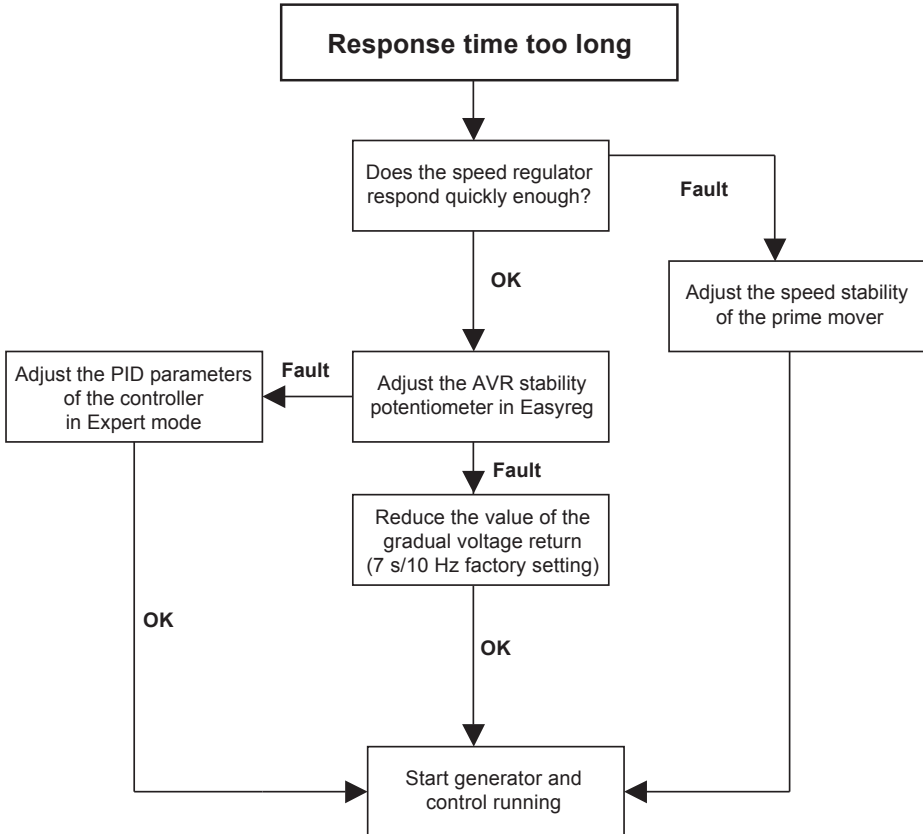 Response time too long
Does the speed regulator
respond quickly enough?
Fault
OK
Adjust the speed stability
of the prime mover
Adjust the PID parameters
of the controller
in Expert mode
Fault
Adjust the AVR stability
potentiometer in Easyreg
Fault
Reduce the value of the
gradual voltage return
(7 s/10 Hz factory setting)
OK
OK
Start generator and
control running